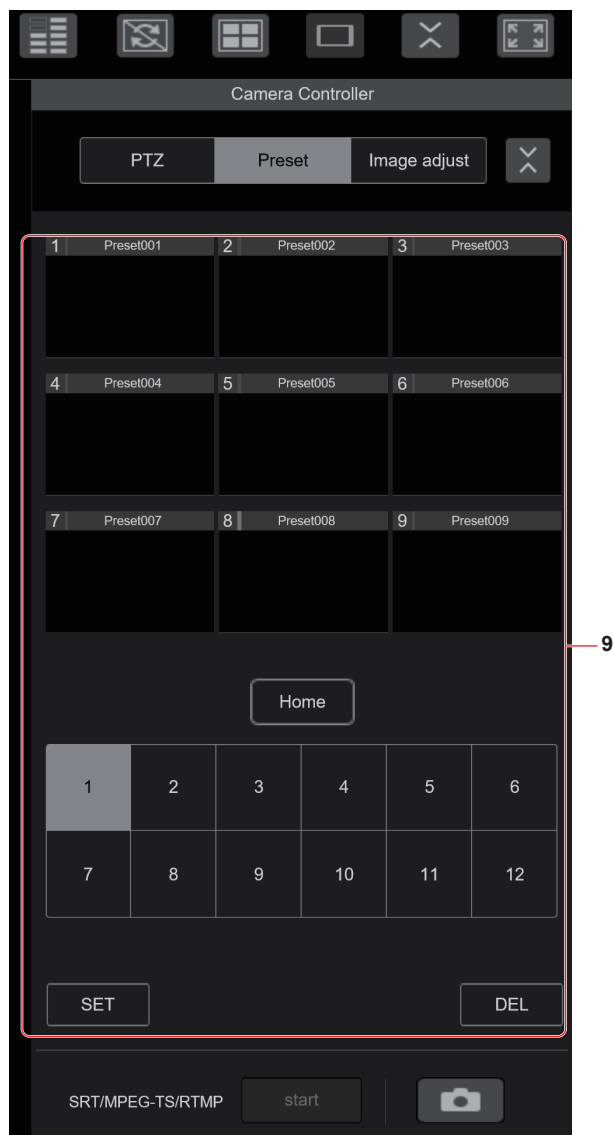 Camera Controller
PTZ Preset Image adjust
1 Preset001 2 Preset002 3 Preset003
4 Preset004 5 Preset005 6 Preset006
7 Preset007 8 Preset008 9 Preset009
9
Home
1 2 3 4 5 6
7 8 9 10 11 12
SET DEL
SRT/MPEG-TS/RTMP start